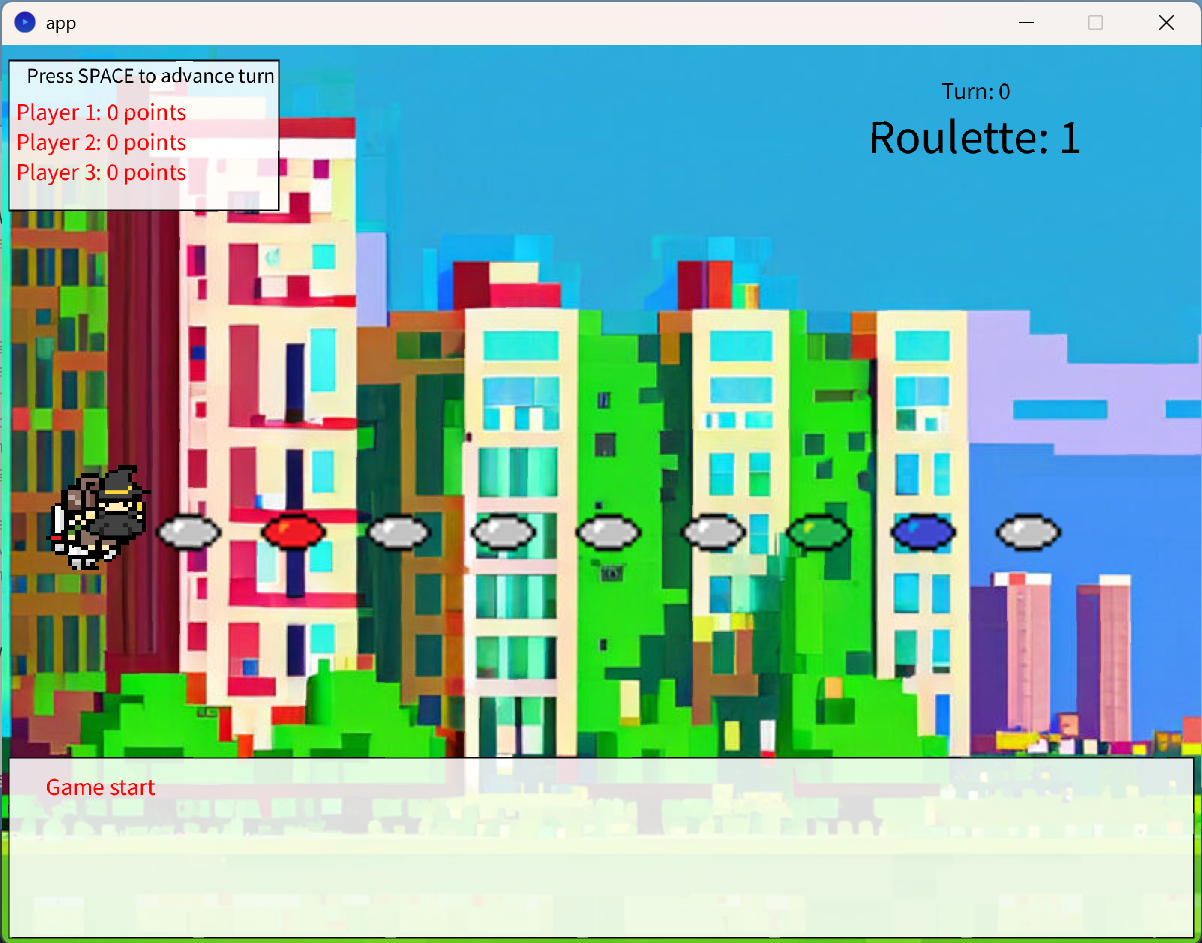 app
Press SPACE to advance turn
Player 1: 0 points
Player 2: 0 points
Player 3: 0 points
Turn: 0
Roulette: 1
Game start